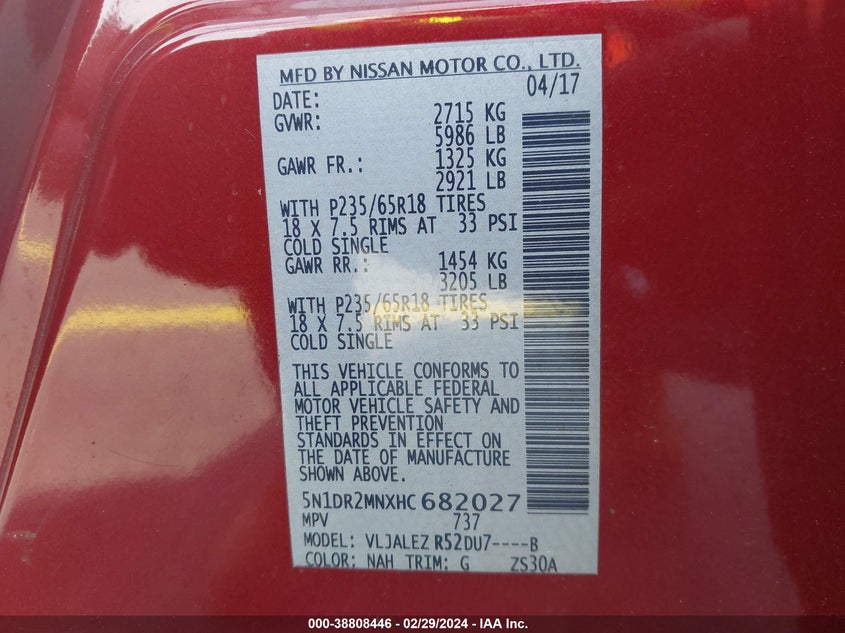 MFD BY NISSAN MOTOR CO., LTD.
DATE: 04/17
GVWR: 2715 KG
5986 LB
GAWR FR.: 1325 KG
2921 LB
WITH P235/65R18 TIRES
18 X 7.5 RIMS AT 33 PSI
COLD SINGLE
GAWR RR.: 1454 KG
3205 LB
WITH P235/65R18 TIRES
18 X 7.5 RIMS AT 33 PSI
COLD SINGLE
THIS VEHICLE CONFORMS TO
ALL APPLICABLE FEDERAL
MOTOR VEHICLE SAFETY AND
THEFT PREVENTION
STANDARDS IN EFFECT ON
THE DATE OF MANUFACTURE
SHOWN ABOVE.
5N1DR2MNXHC682027
MPV 737
MODEL: VLJALEZ R52DU7----B
COLOR: NAH TRIM: G ZS30A
000-38808446 - 02/29/2024 - IAA Inc.